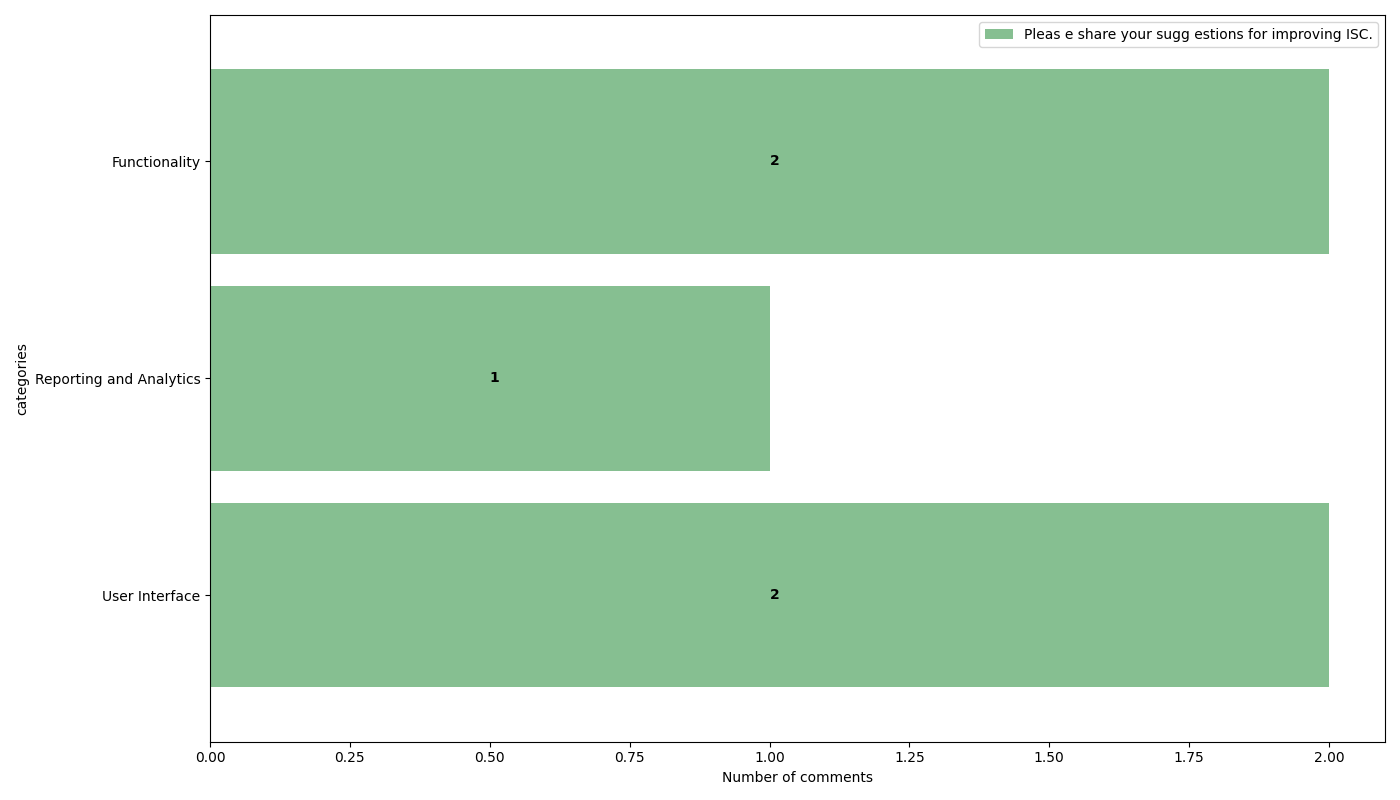 Pleas e share your sugg estions for improving ISC.
Functionality
2
categories
Reporting and Analytics
1
User Interface
2
0.00 0.25 0.50 0.75 1.00 1.25 1.50 1.75 2.00
Number of comments